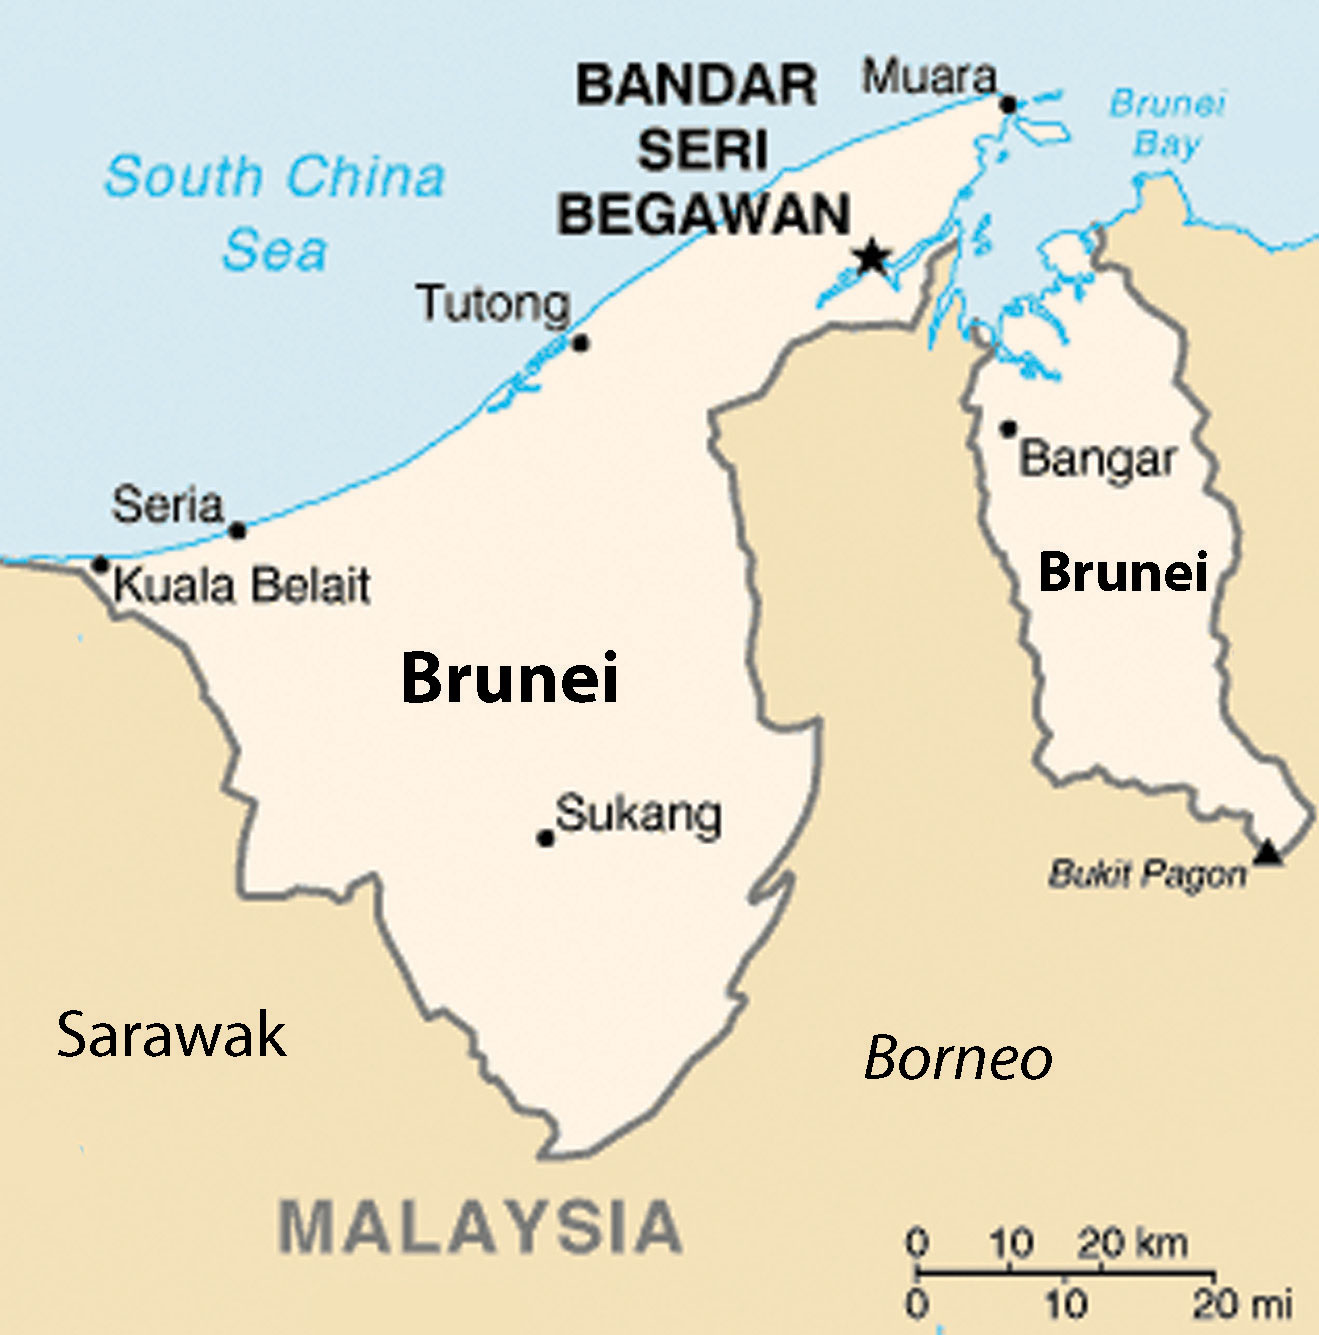 BANDAR
SERI
BEGAWAN
Muara
Brunei
Bay
South China
Sea
Tutong
Bangar
Seria
Kuala Belait
Brunei
Brunei
Sukang
Bukit Pagon
Sarawak
Borneo
MALAYSIA
0 10 20 km
0 10 20 mi